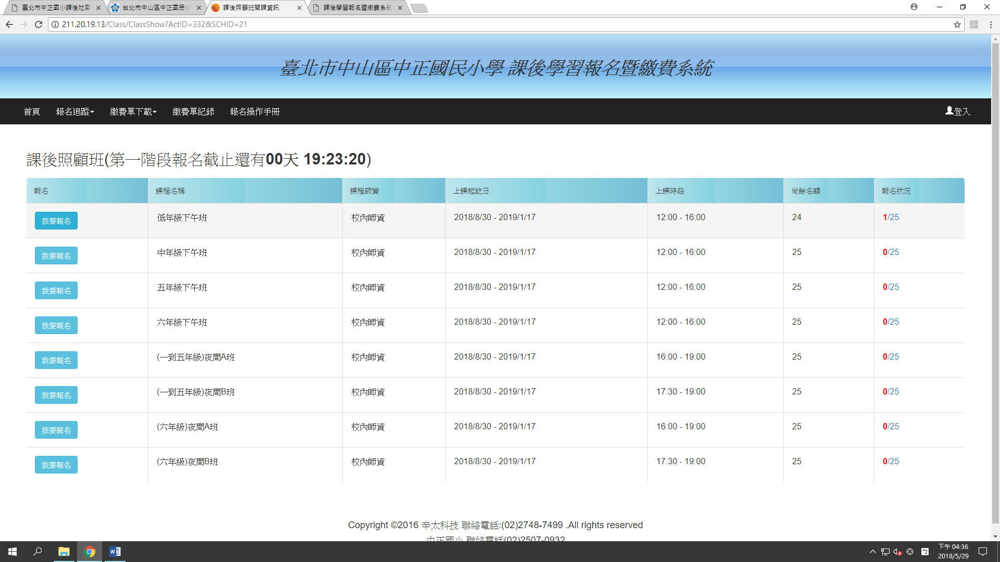 臺北市中正國小課後社團
台北市中山區中正國民小
課後照顧班開課資訊
課後學習報名暨繳費系統
211.20.19.13/Class/ClassShow?ActID=332&SCHID=21
臺北市中山區中正國民小學 課後學習報名暨繳費系統
首頁 報名追蹤 繳費單下載 繳費單紀錄 報名操作手冊 登入
課後照顧班(第一階段報名截止還有00天 19:23:20)
報名 課程名稱 課程師資 上課起訖日 上課時段 尚餘名額 報名狀況
我要報名 低年級下午班 校內師資 2018/8/30 - 2019/1/17 12:00 - 16:00 24 1/25
我要報名 中年級下午班 校內師資 2018/8/30 - 2019/1/17 12:00 - 16:00 25 0/25
我要報名 五年級下午班 校內師資 2018/8/30 - 2019/1/17 12:00 - 16:00 25 0/25
我要報名 六年級下午班 校內師資 2018/8/30 - 2019/1/17 12:00 - 16:00 25 0/25
我要報名 (一到五年級)夜間A班 校內師資 2018/8/30 - 2019/1/17 16:00 - 19:00 25 0/25
我要報名 (一到五年級)夜間B班 校內師資 2018/8/30 - 2019/1/17 17:30 - 19:00 25 0/25
我要報名 (六年級)夜間A班 校內師資 2018/8/30 - 2019/1/17 16:00 - 19:00 25 0/25
我要報名 (六年級)夜間B班 校內師資 2018/8/30 - 2019/1/17 17:30 - 19:00 25 0/25
Copyright ©2016 辛太科技 聯絡電話:(02)2748-7499 .All rights reserved
中正國小 聯絡電話(02)2507-0932
下午 04:36
2018/5/29